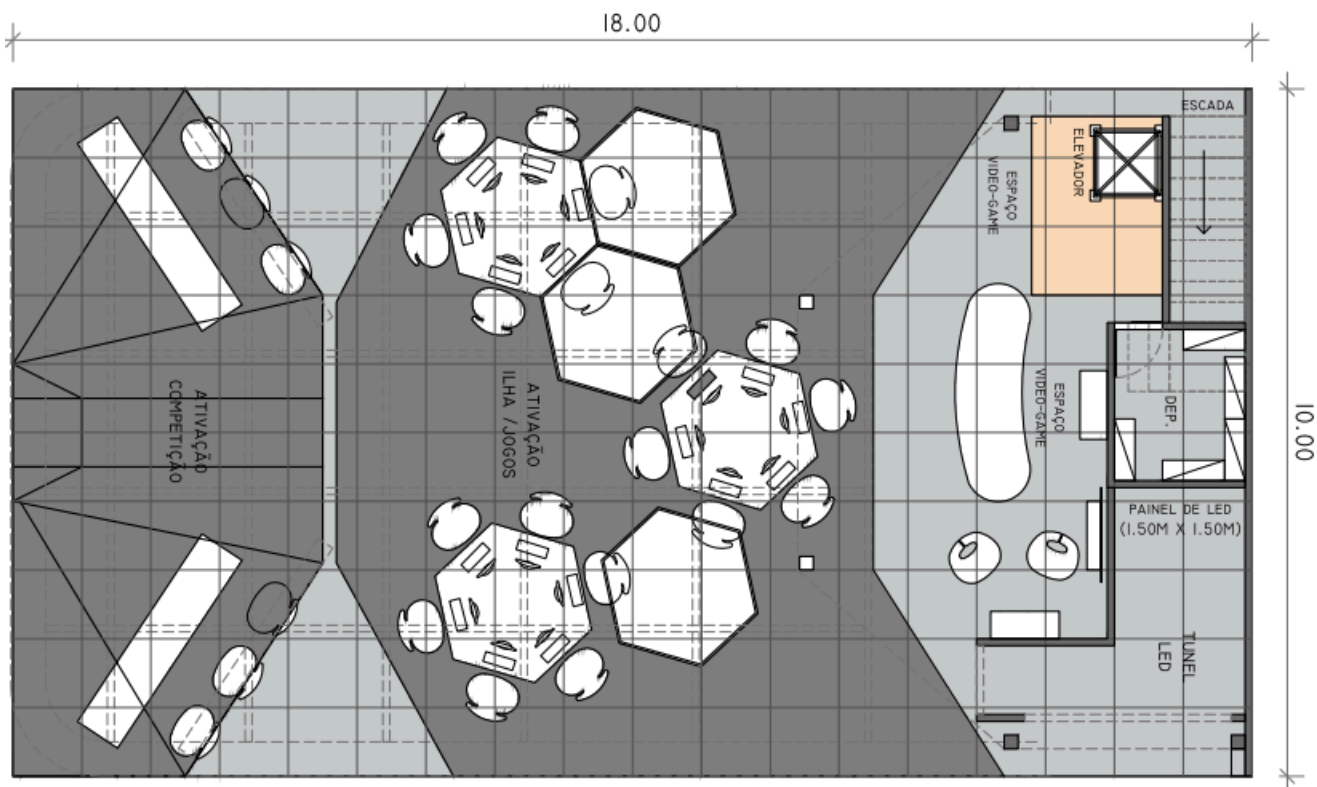 18.00
ESCADA
ELEVADOR
ESPAÇO
VIDEO-GAME
ATIVAÇÃO
COMPETIÇÃO
ATIVAÇÃO
ILHA /JOGOS
ESPAÇO
VIDEO-GAME
DEP.
10.00
PAINEL DE LED
(1.50M X 1.50M)
TUNEL
LED